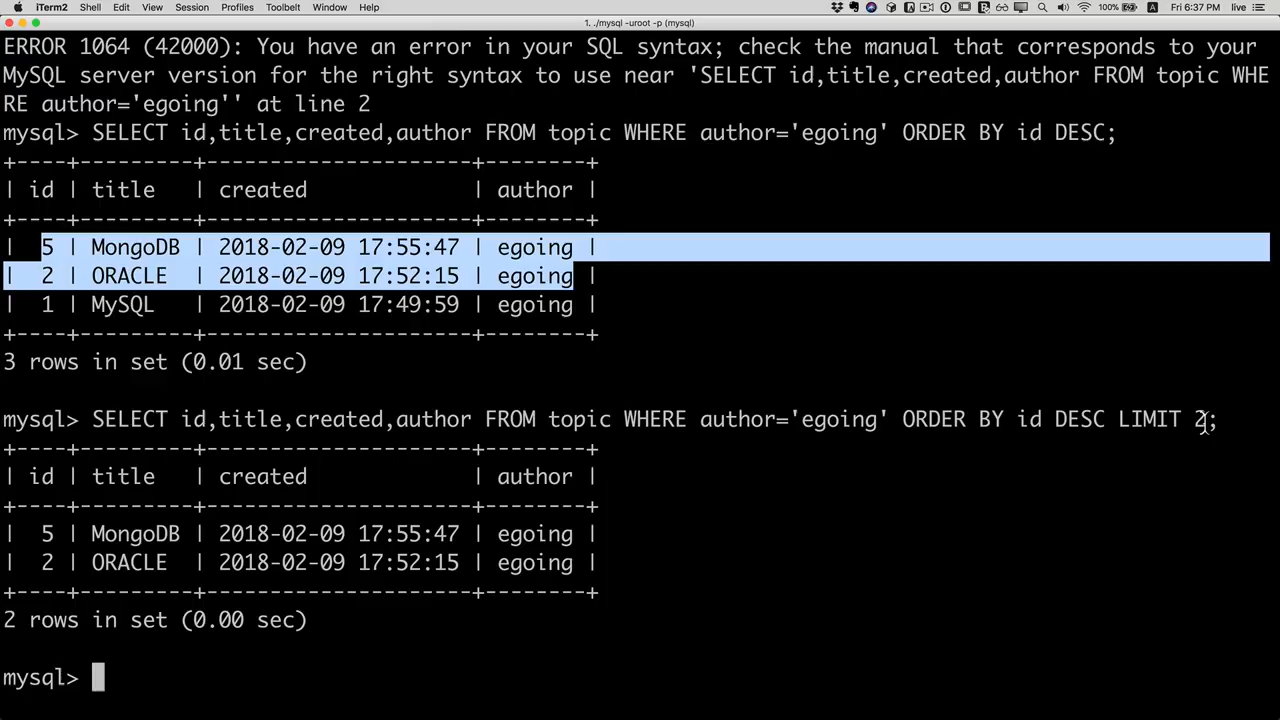 iTerm2 Shell Edit View Session Profiles Toolbelt Window Help 100% Fri 6:37 PM live
1. ./mysql -uroot -p (mysql)
ERROR 1064 (42000): You have an error in your SQL syntax; check the manual that corresponds to your
MySQL server version for the right syntax to use near 'SELECT id,title,created,author FROM topic WHE
RE author='egoing'' at line 2
mysql> SELECT id,title,created,author FROM topic WHERE author='egoing' ORDER BY id DESC;
+----+---------+---------------------+--------+
| id | title   | created             | author |
+----+---------+---------------------+--------+
|  5 | MongoDB | 2018-02-09 17:55:47 | egoing |
|  2 | ORACLE  | 2018-02-09 17:52:15 | egoing |
|  1 | MySQL   | 2018-02-09 17:49:59 | egoing |
+----+---------+---------------------+--------+
3 rows in set (0.01 sec)
mysql> SELECT id,title,created,author FROM topic WHERE author='egoing' ORDER BY id DESC LIMIT 2;
+----+---------+---------------------+--------+
| id | title   | created             | author |
+----+---------+---------------------+--------+
|  5 | MongoDB | 2018-02-09 17:55:47 | egoing |
|  2 | ORACLE  | 2018-02-09 17:52:15 | egoing |
+----+---------+---------------------+--------+
2 rows in set (0.00 sec)
mysql>